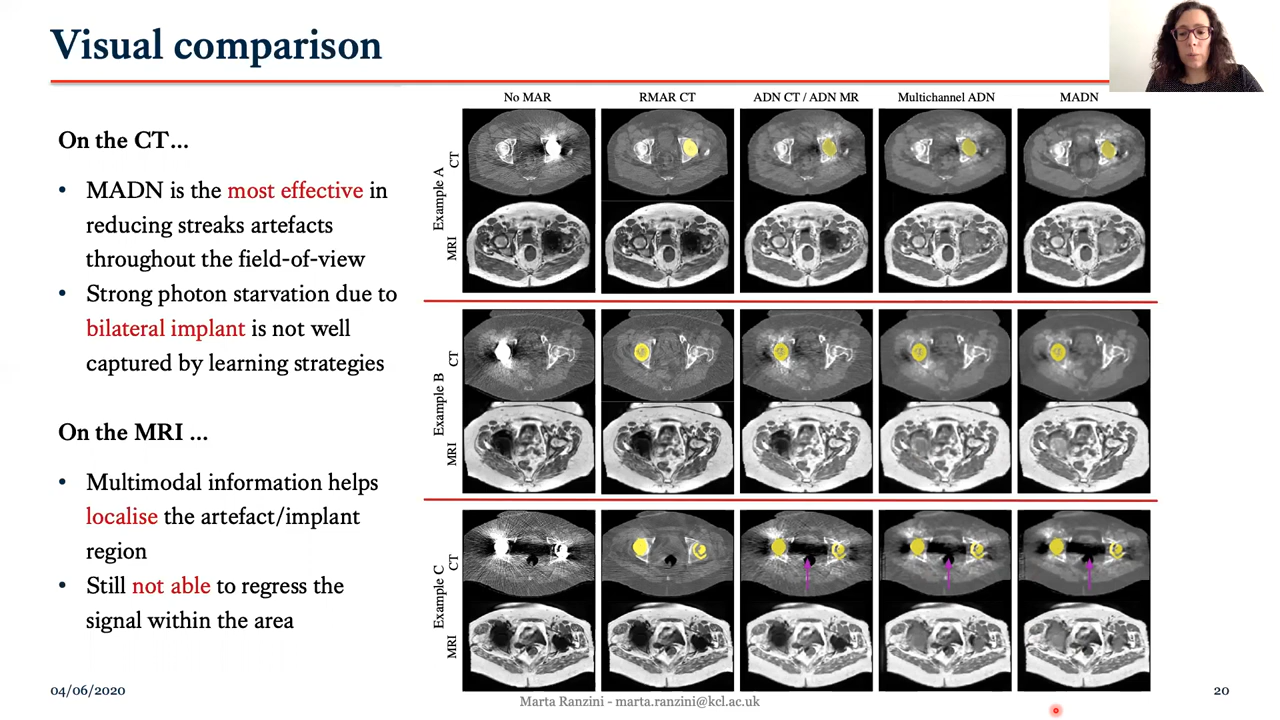 Visual comparison
On the CT...
• MADN is the most effective in
reducing streaks artefacts
throughout the field-of-view
• Strong photon starvation due to
bilateral implant is not well
captured by learning strategies
On the MRI ...
• Multimodal information helps
localise the artefact/implant
region
• Still not able to regress the
signal within the area
No MAR
RMAR CT
ADN CT / ADN MR
Multichannel ADN
MADN
Example A
CT
MRI
Example B
CT
MRI
Example C
CT
MRI
04/06/2020
Marta Ranzini - marta.ranzini@kcl.ac.uk
20